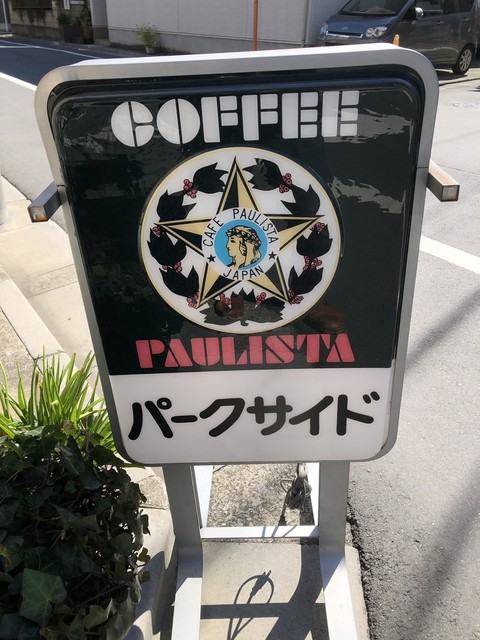 COFFEE
CAFE PAULISTA
JAPAN
PAULISTA
パークサイド